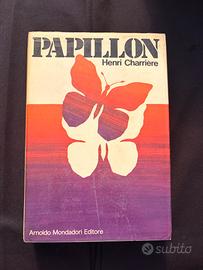 PAPILLON
Henri Charrière
Arnoldo Mondadori Editore
subito